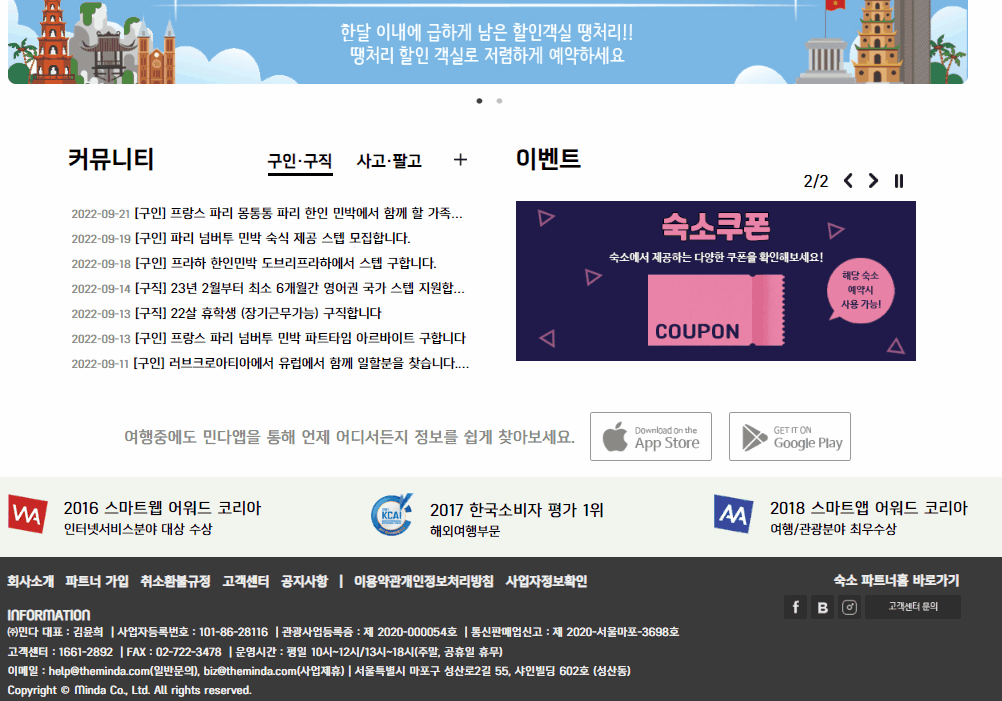 한달 이내에 급하게 남은 할인객실 땡처리!!
땡처리 할인 객실로 저렴하게 예약하세요
커뮤니티
구인·구직 사고·팔고 +
2022-09-21 [구인] 프랑스 파리 몽통통 파리 한인 민박에서 함께 할 가족...
2022-09-19 [구인] 파리 넘버투 민박 숙식 제공 스텝 모집합니다.
2022-09-18 [구인] 프라하 한인민박 도브리프라하에서 스텝 구합니다.
2022-09-14 [구직] 23년 2월부터 최소 6개월간 영어권 국가 스텝 지원합...
2022-09-13 [구직] 22살 휴학생 (장기근무가능) 구직합니다
2022-09-13 [구인] 프랑스 파리 넘버투 민박 파트타임 아르바이트 구합니다
2022-09-11 [구인] 러브크로아티아에서 유럽에서 함께 일할분을 찾습니다....
이벤트
2/2
숙소쿠폰
숙소에서 제공하는 다양한 쿠폰을 확인해보세요!
해당 숙소
예약시
사용 가능!
COUPON
여행중에도 민다앱을 통해 언제 어디서든지 정보를 쉽게 찾아보세요.
Download on the
App Store
GET IT ON
Google Play
WA
2016 스마트웹 어워드 코리아
인터넷서비스분야 대상 수상
KCAI
2017 한국소비자 평가 1위
해외여행부문
AA
2018 스마트앱 어워드 코리아
여행/관광분야 최우수상
회사소개 파트너 가입 취소환불규정 고객센터 공지사항 | 이용약관개인정보처리방침 사업자정보확인
숙소 파트너홈 바로가기
f B 고객센터 문의
INFORMATION
㈜민다 대표 : 김윤희 | 사업자등록번호 : 101-86-28116 | 관광사업등록증 : 제 2020-000054호 | 통신판매업신고 : 제 2020-서울마포-3698호
고객센터 : 1661-2892 | FAX : 02-722-3478 | 운영시간 : 평일 10시~12시/13시~18시(주말, 공휴일 휴무)
이메일 : help@theminda.com(일반문의), biz@theminda.com(사업제휴) | 서울특별시 마포구 성산로2길 55, 샤인빌딩 602호 (성산동)
Copyright © Minda Co., Ltd. All rights reserved.